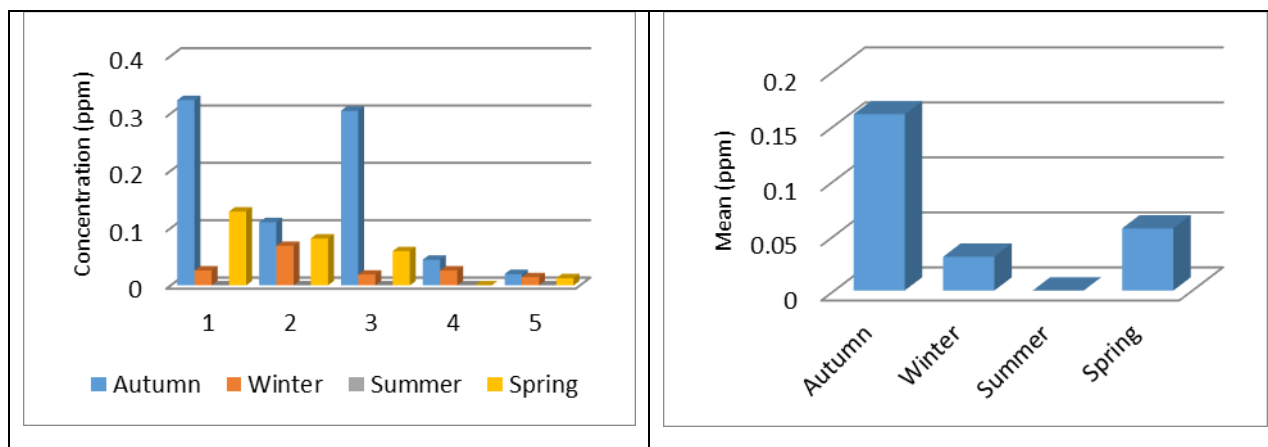 Concentration (ppm)
0.4
0.3
0.2
0.1
0
1 2 3 4 5
Autumn Winter Summer Spring
Mean (ppm)
0.2
0.15
0.1
0.05
0
Autumn
Winter
Summer
Spring